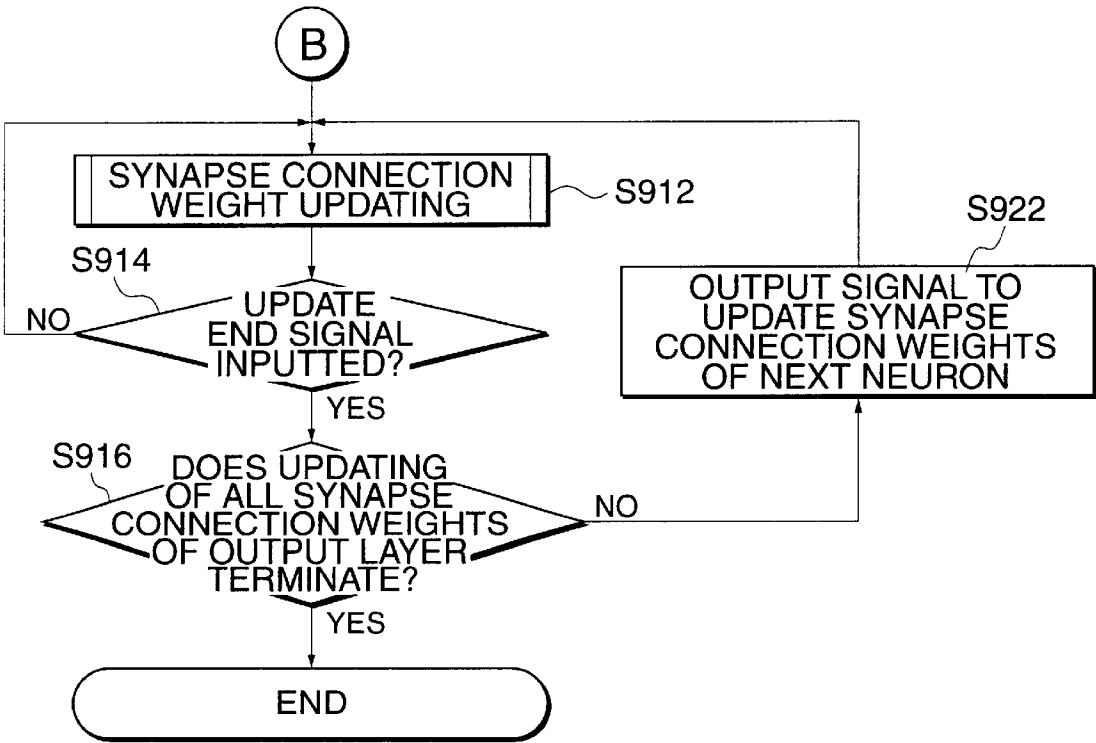 B
SYNAPSE CONNECTION
WEIGHT UPDATING
S912
S914
UPDATE
END SIGNAL
INPUTTED?
NO
YES
S922
OUTPUT SIGNAL TO
UPDATE SYNAPSE
CONNECTION WEIGHTS
OF NEXT NEURON
S916
DOES UPDATING
OF ALL SYNAPSE
CONNECTION WEIGHTS
OF OUTPUT LAYER
TERMINATE?
NO
YES
END